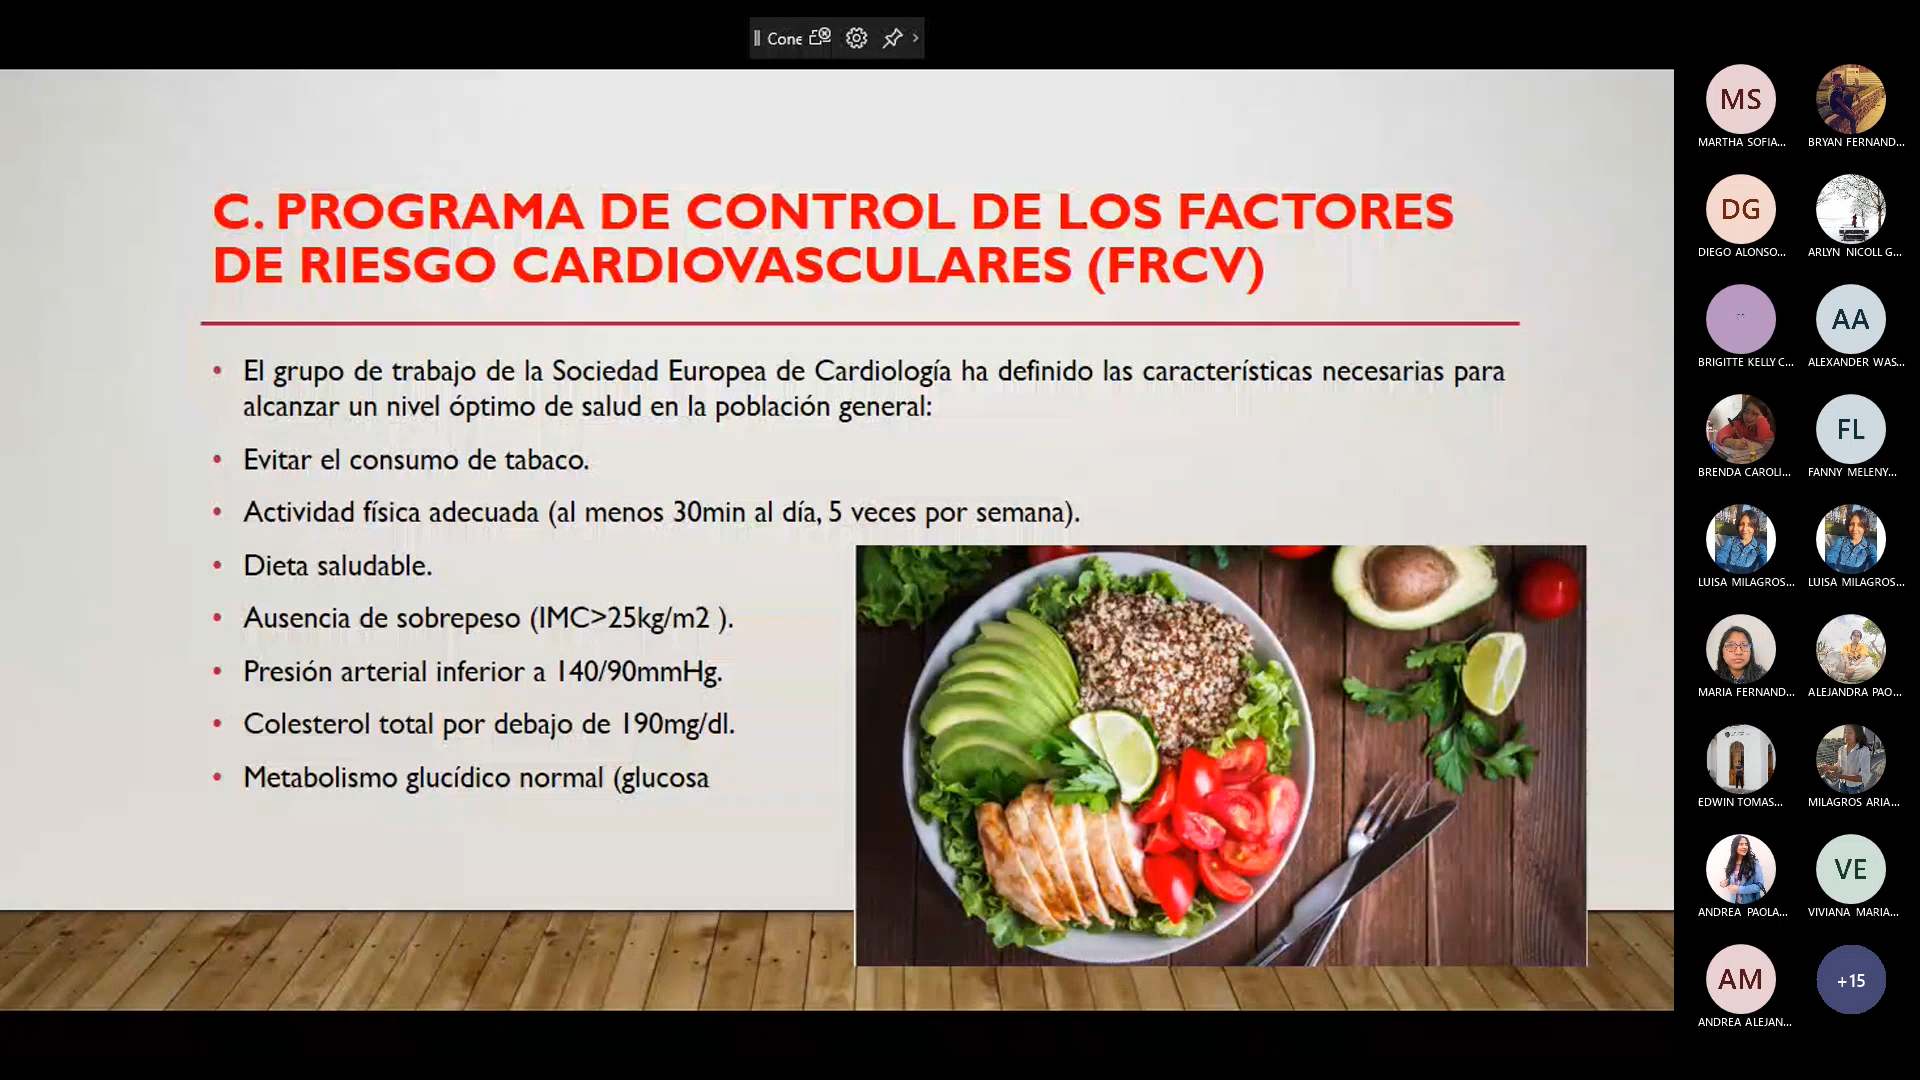 Cone
C. PROGRAMA DE CONTROL DE LOS FACTORES
DE RIESGO CARDIOVASCULARES (FRCV)
• El grupo de trabajo de la Sociedad Europea de Cardiología ha definido las características necesarias para
alcanzar un nivel óptimo de salud en la población general:
• Evitar el consumo de tabaco.
• Actividad física adecuada (al menos 30min al día, 5 veces por semana).
• Dieta saludable.
• Ausencia de sobrepeso (IMC>25kg/m2 ).
• Presión arterial inferior a 140/90mmHg.
• Colesterol total por debajo de 190mg/dl.
• Metabolismo glucídico normal (glucosa
MS
MARTHA SOFIA...
BRYAN FERNAND...
DG
DIEGO ALONSO...
ARLYN NICOLL G...
BRIGITTE KELLY C...
AA
ALEXANDER WAS...
BRENDA CAROLI...
FL
FANNY MELENY...
LUISA MILAGROS...
LUISA MILAGROS...
MARIA FERNAND...
ALEJANDRA PAO...
EDWIN TOMAS...
MILAGROS ARIA...
ANDREA PAOLA...
VE
VIVIANA MARIA...
AM
ANDREA ALEJAN...
+15